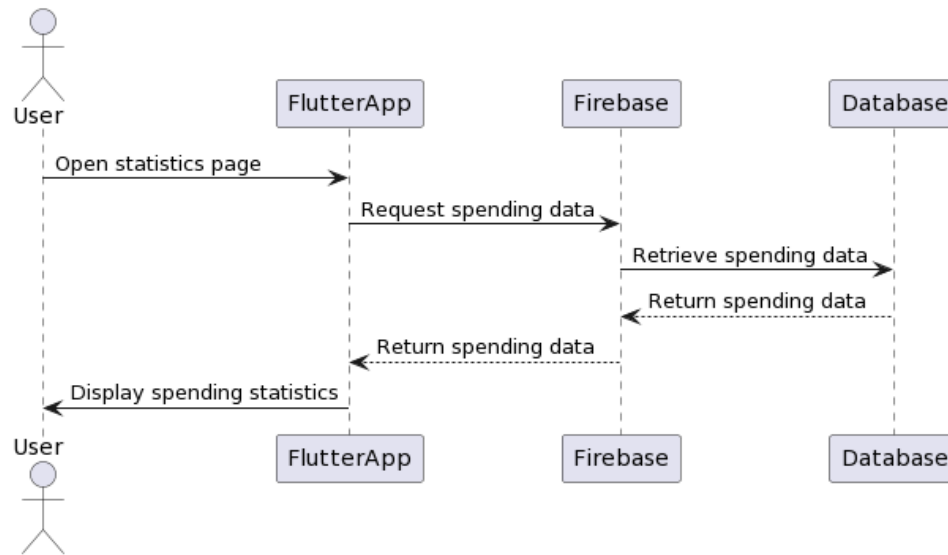 User
FlutterApp
Firebase
Database
Open statistics page
Request spending data
Retrieve spending data
Return spending data
Return spending data
Display spending statistics
User
FlutterApp
Firebase
Database